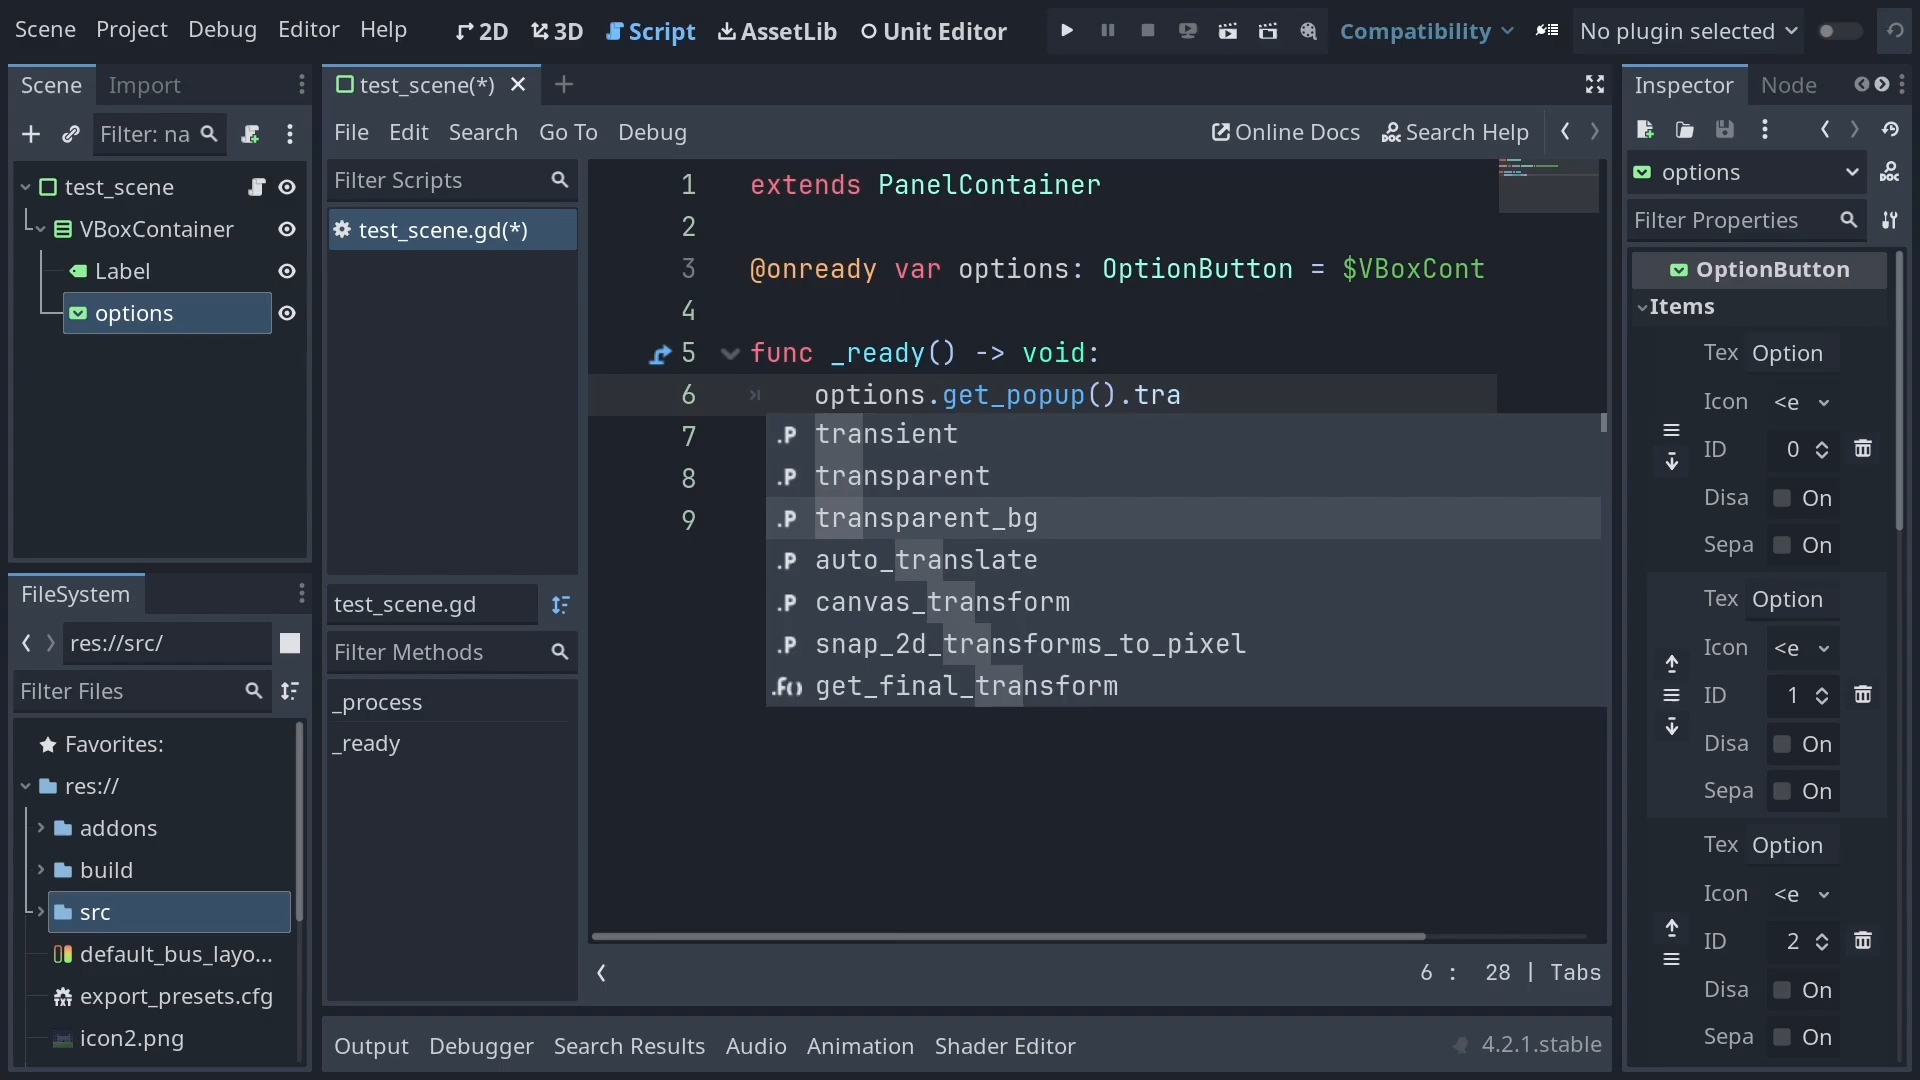 Scene Project Debug Editor Help
2D 3D Script AssetLib Unit Editor
Compatibility
No plugin selected
Scene Import
Filter: na
test_scene
VBoxContainer
Label
options
FileSystem
res://src/
Filter Files
Favorites:
res://
addons
build
src
default_bus_layo...
export_presets.cfg
icon2.png
test_scene(*)
File Edit Search Go To Debug
Online Docs Search Help
Filter Scripts
test_scene.gd(*)
test_scene.gd
Filter Methods
_process
_ready
1 extends PanelContainer
2
3 @onready var options: OptionButton = $VBoxCont
4
5 func _ready() -> void:
6 options.get_popup().tra
7
8
9
.P transient
.P transparent
.P transparent_bg
.P auto_translate
.P canvas_transform
.P snap_2d_transforms_to_pixel
.f() get_final_transform
6 : 28 | Tabs
Output Debugger Search Results Audio Animation Shader Editor
4.2.1.stable
Inspector Node
options
Filter Properties
OptionButton
Items
Tex Option
Icon <e
ID 0
Disa On
Sepa On
Tex Option
Icon <e
ID 1
Disa On
Sepa On
Tex Option
Icon <e
ID 2
Disa On
Sepa On